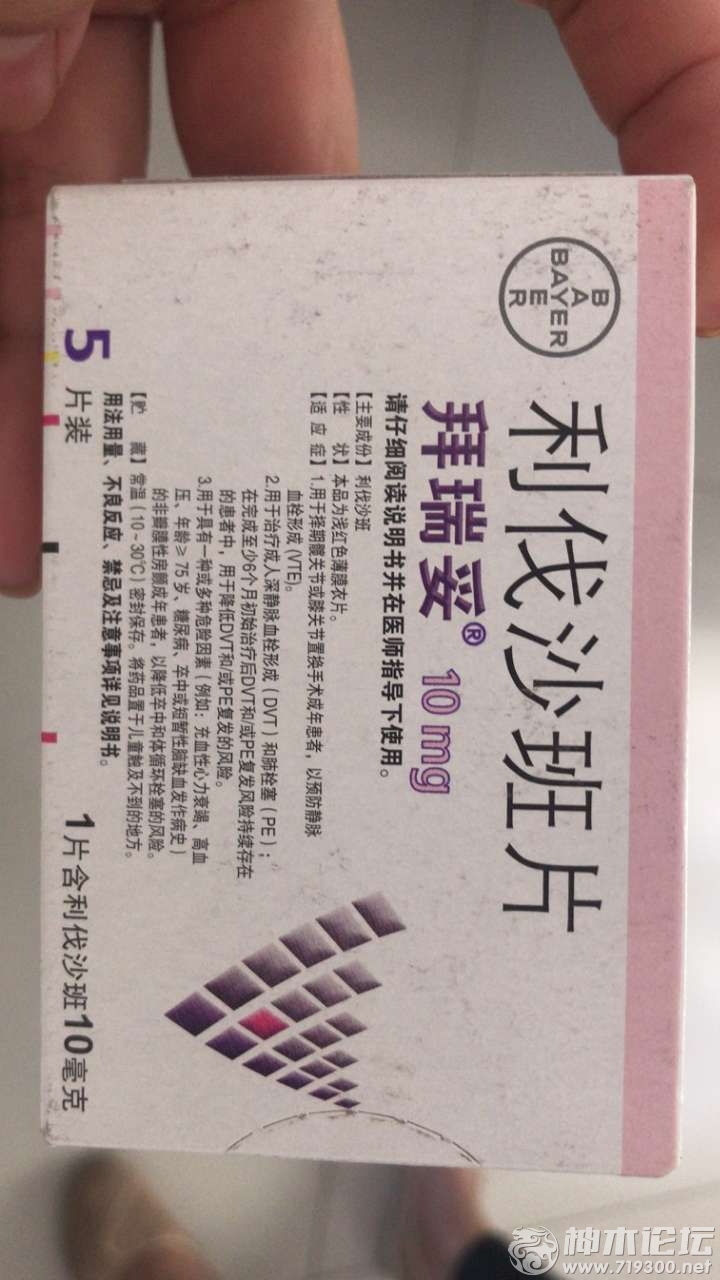 BAYER
BAYER
利伐沙班片
拜瑞妥® 10 mg
请仔细阅读说明书并在医师指导下使用。
【主要成份】利伐沙班
【性 状】本品为浅红色薄膜衣片。
【适 应 症】1.用于择期髋关节或膝关节置换手术成年患者，以预防静脉
血栓形成(VTE)。
2.用于治疗成人深静脉血栓形成（DVT）和肺栓塞（PE）；
在完成至少6个月初始治疗后DVT和/或PE复发风险持续存在
的患者中，用于降低DVT和/或PE复发的风险。
3.用于具有一种或多种危险因素（例如：充血性心力衰竭、高血
压、年龄≥75岁、糖尿病、卒中或短暂性脑缺血发作病史）
的非瓣膜性房颤成年患者，以降低卒中和体循环栓塞的风险。
【贮 藏】常温（10~30℃）密封保存。将药品置于儿童触及不到的地方。
用法用量、不良反应、禁忌及注意事项详见说明书。
5片装
1片含利伐沙班10毫克
神木论坛
www.719300.net